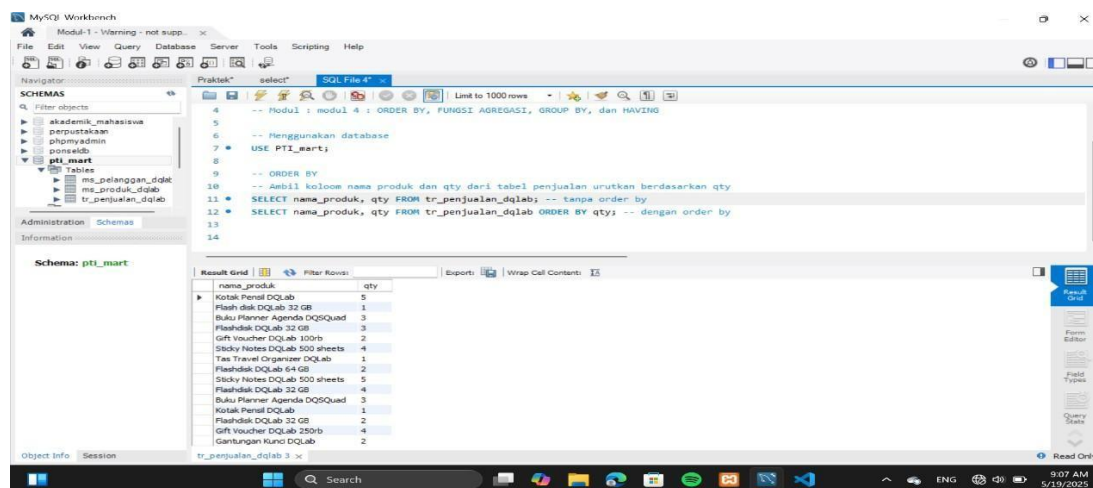 MySQL Workbench
Modul-1 - Warning - not supp...
File Edit View Query Database Server Tools Scripting Help
Navigator
Praktek* select* SQL File 4*
SCHEMAS
Limit to 1000 rows
Filter objects
akademik_mahasiswa
perpustakaan
phpmyadmin
ponseldb
pti_mart
Tables
ms_pelanggan_dqlab
ms_produk_dqlab
tr_penjualan_dqlab
Administration Schemas
Information
Schema: pti_mart
4 -- Modul : modul 4 : ORDER BY, FUNGSI AGREGASI, GROUP BY, dan HAVING
5
6 -- Menggunakan database
7 USE PTI_mart;
8
9 -- ORDER BY
10 -- Ambil koloom nama produk dan qty dari tabel penjualan urutkan berdasarkan qty
11 SELECT nama_produk, qty FROM tr_penjualan_dqlab; -- tanpa order by
12 SELECT nama_produk, qty FROM tr_penjualan_dqlab ORDER BY qty; -- dengan order by
13
14
Result Grid Filter Rows: Export: Wrap Cell Content:
nama_produk qty
Kotak Pensil DQLab 5
Flash disk DQLab 32 GB 1
Buku Planner Agenda DQSQuad 3
Flashdisk DQLab 32 GB 3
Gift Voucher DQLab 100rb 2
Sticky Notes DQLab 500 sheets 4
Tas Travel Organizer DQLab 1
Flashdisk DQLab 64 GB 2
Sticky Notes DQLab 500 sheets 5
Flashdisk DQLab 32 GB 4
Buku Planner Agenda DQSQuad 3
Kotak Pensil DQLab 1
Flashdisk DQLab 32 GB 2
Gift Voucher DQLab 250rb 4
Gantungan Kunci DQLab 2
Result Grid
Form Editor
Field Types
Query Stats
Object Info Session
tr_penjualan_dqlab 3
Read Only
Search
ENG
9:07 AM
5/19/2025